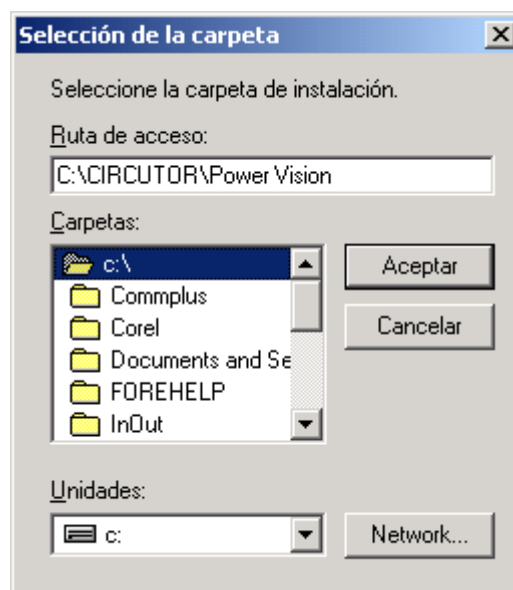 Selección de la carpeta
Seleccione la carpeta de instalación.
Ruta de acceso:
C:\CIRCUTOR\Power Vision
Carpetas:
c:\
Commplus
Corel
Documents and Se
FOREHELP
InOut
Aceptar
Cancelar
Unidades:
c:
Network...